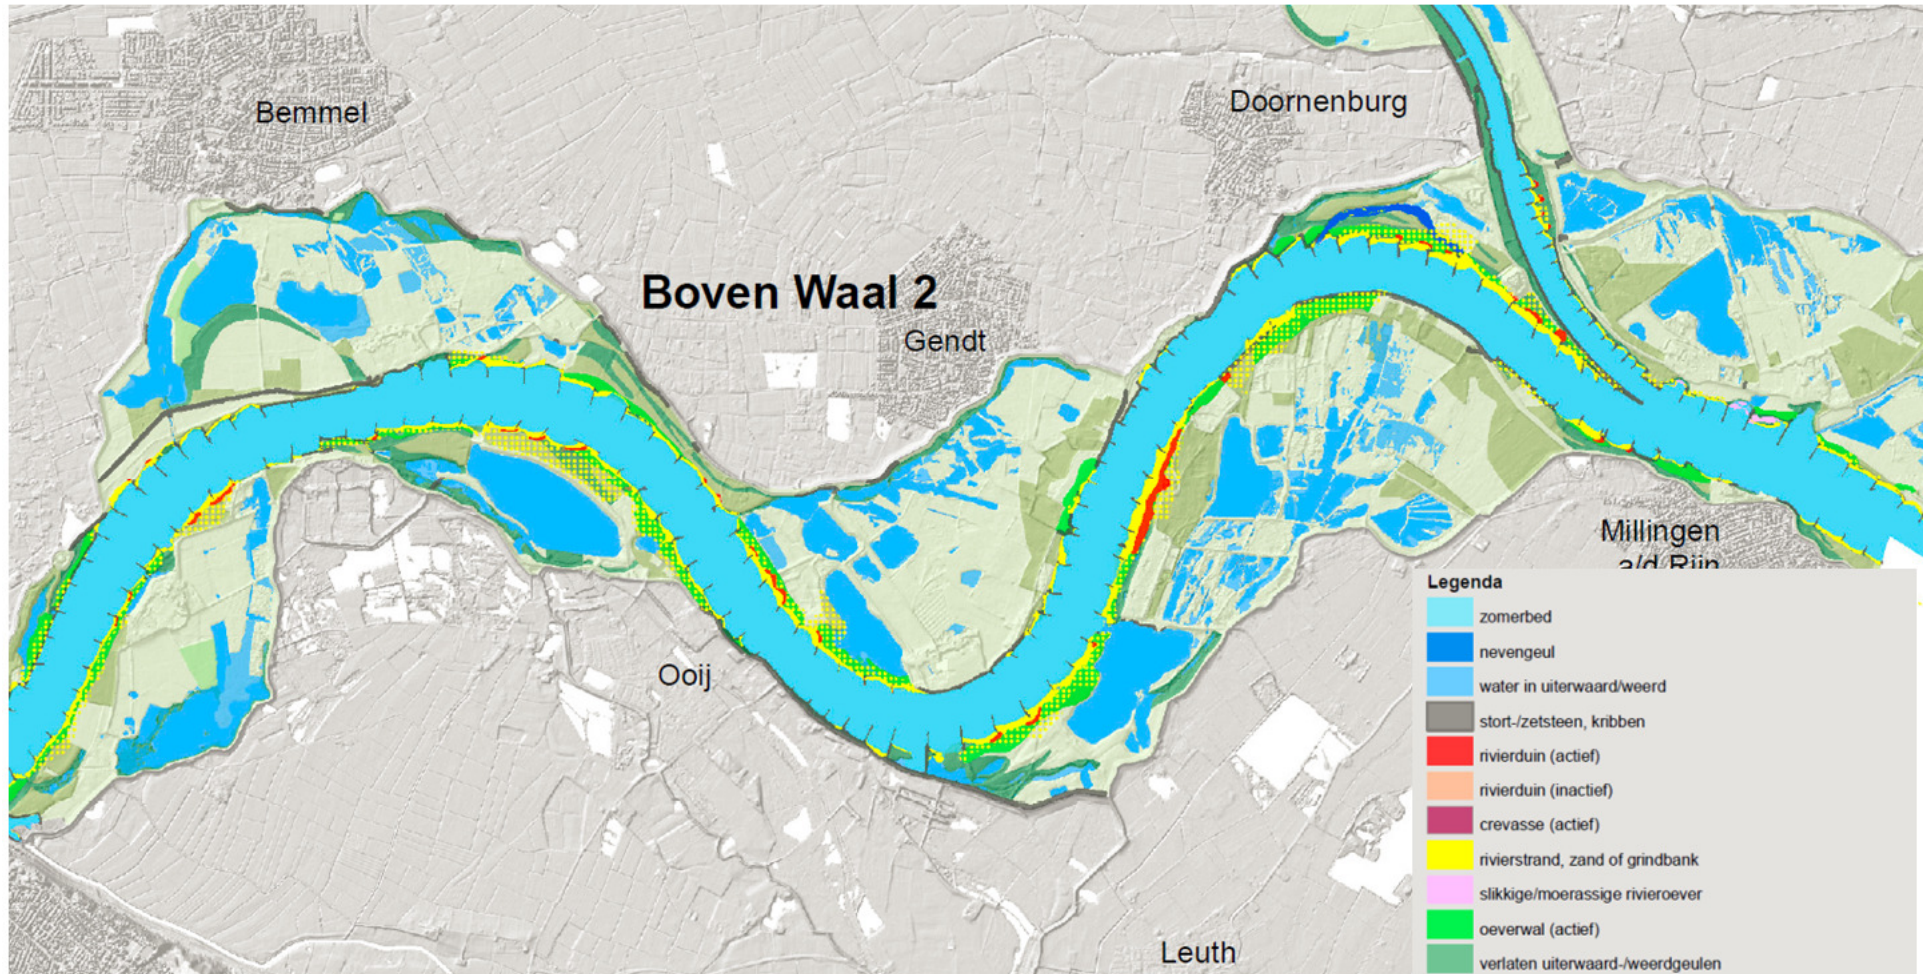 Bemmel
Doornenburg
Boven Waal 2
Gendt
Millingen
a/d Rijn
Ooij
Leuth
Legenda
zomerbed
nevengeul
water in uiterwaard/weerd
stort-/zetsteen, kribben
rivierduin (actief)
rivierduin (inactief)
crevasse (actief)
rivierstrand, zand of grindbank
slikkige/moerassige rivieroever
oeverwal (actief)
verlaten uiterwaard-/weerdgeulen